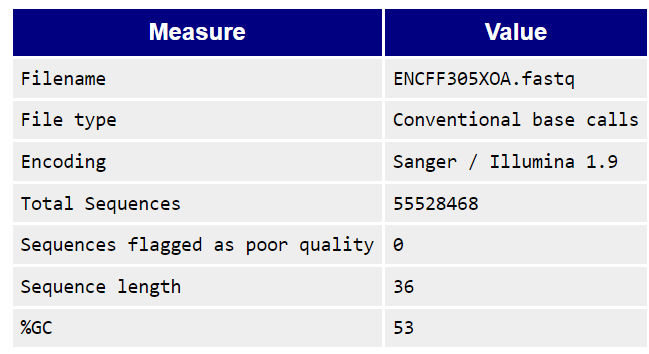 Measure Value
Filename ENCFF305XOA.fastq
File type Conventional base calls
Encoding Sanger / Illumina 1.9
Total Sequences 55528468
Sequences flagged as poor quality 0
Sequence length 36
%GC 53